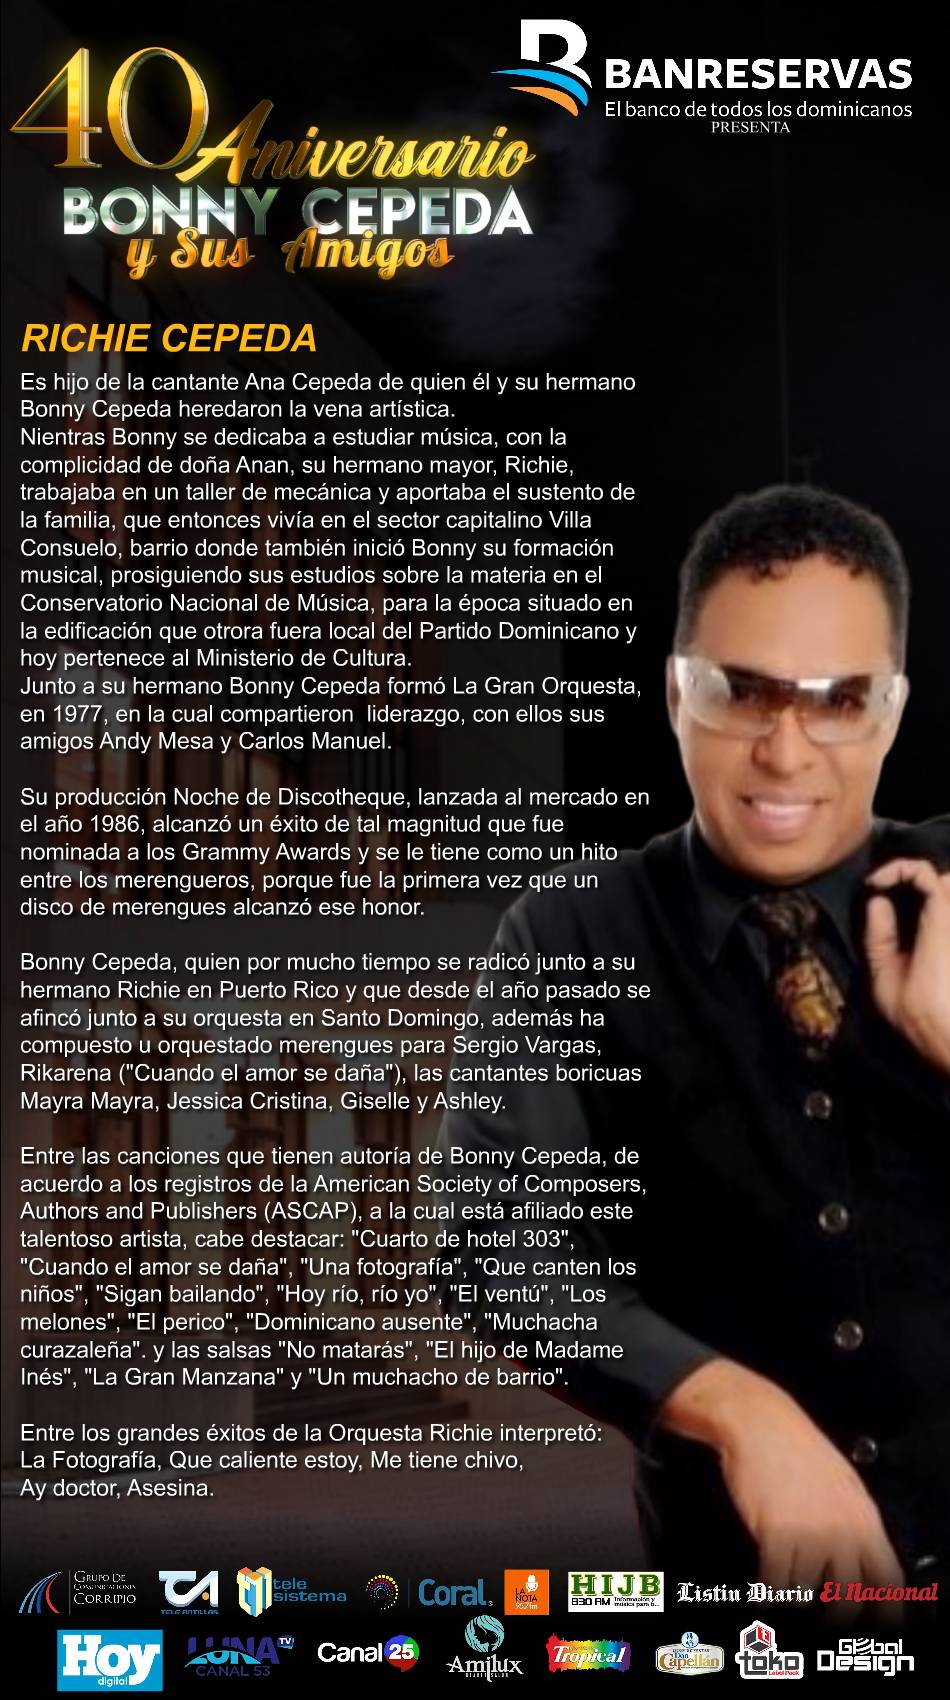 40 Aniversario
BONNY CEPEDA
y Sus Amigos
BANRESERVAS
El banco de todos los dominicanos
PRESENTA
RICHIE CEPEDA
Es hijo de la cantante Ana Cepeda de quien él y su hermano
Bonny Cepeda heredaron la vena artística.
Nientras Bonny se dedicaba a estudiar música, con la
complicidad de doña Anan, su hermano mayor, Richie,
trabajaba en un taller de mecánica y aportaba el sustento de
la familia, que entonces vivía en el sector capitalino Villa
Consuelo, barrio donde también inició Bonny su formación
musical, prosiguiendo sus estudios sobre la materia en el
Conservatorio Nacional de Música, para la época situado en
la edificación que otrora fuera local del Partido Dominicano y
hoy pertenece al Ministerio de Cultura.
Junto a su hermano Bonny Cepeda formó La Gran Orquesta,
en 1977, en la cual compartieron liderazgo, con ellos sus
amigos Andy Mesa y Carlos Manuel.
Su producción Noche de Discotheque, lanzada al mercado en
el año 1986, alcanzó un éxito de tal magnitud que fue
nominada a los Grammy Awards y se le tiene como un hito
entre los merengueros, porque fue la primera vez que un
disco de merengues alcanzó ese honor.
Bonny Cepeda, quien por mucho tiempo se radicó junto a su
hermano Richie en Puerto Rico y que desde el año pasado se
afincó junto a su orquesta en Santo Domingo, además ha
compuesto u orquestado merengues para Sergio Vargas,
Rikarena ("Cuando el amor se daña"), las cantantes boricuas
Mayra Mayra, Jessica Cristina, Giselle y Ashley.
Entre las canciones que tienen autoría de Bonny Cepeda, de
acuerdo a los registros de la American Society of Composers,
Authors and Publishers (ASCAP), a la cual está afiliado este
talentoso artista, cabe destacar: "Cuarto de hotel 303",
"Cuando el amor se daña", "Una fotografía", "Que canten los
niños", "Sigan bailando", "Hoy río, río yo", "El ventú", "Los
melones", "El perico", "Dominicano ausente", "Muchacha
curazaleña". y las salsas "No matarás", "El hijo de Madame
Inés", "La Gran Manzana" y "Un muchacho de barrio".
Entre los grandes éxitos de la Orquesta Richie interpretó:
La Fotografía, Que caliente estoy, Me tiene chivo,
Ay doctor, Asesina.
GRUPO DE
COMUNICACIONES
CORRIPIO
TELE ANTILLAS
tele
sistema
Coral
LA
NOTA
95.7 fm
HIJB
830 AM Información y
música para ti...
Listin Diario
El Nacional
Hoy
digital
LUNA TV
CANAL 53
Canal 25
Amilux
Tropical
Don
Capellán
toko
Label Pack
Global
Design